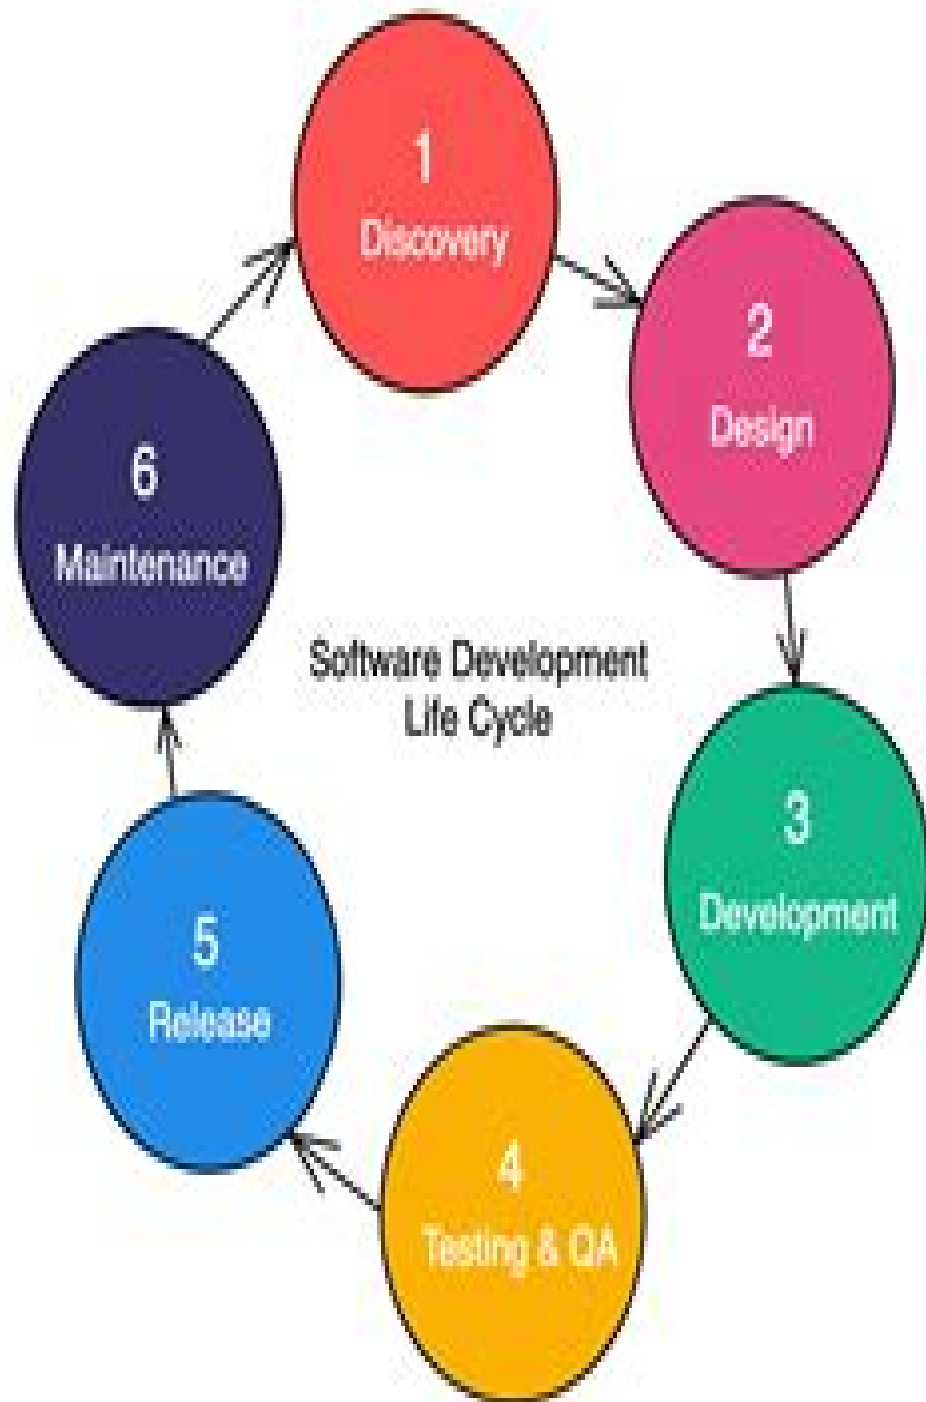 1
Discovery
2
Design
6
Maintenance
Software Development
Life Cycle
3
Development
5
Release
4
Testing & QA